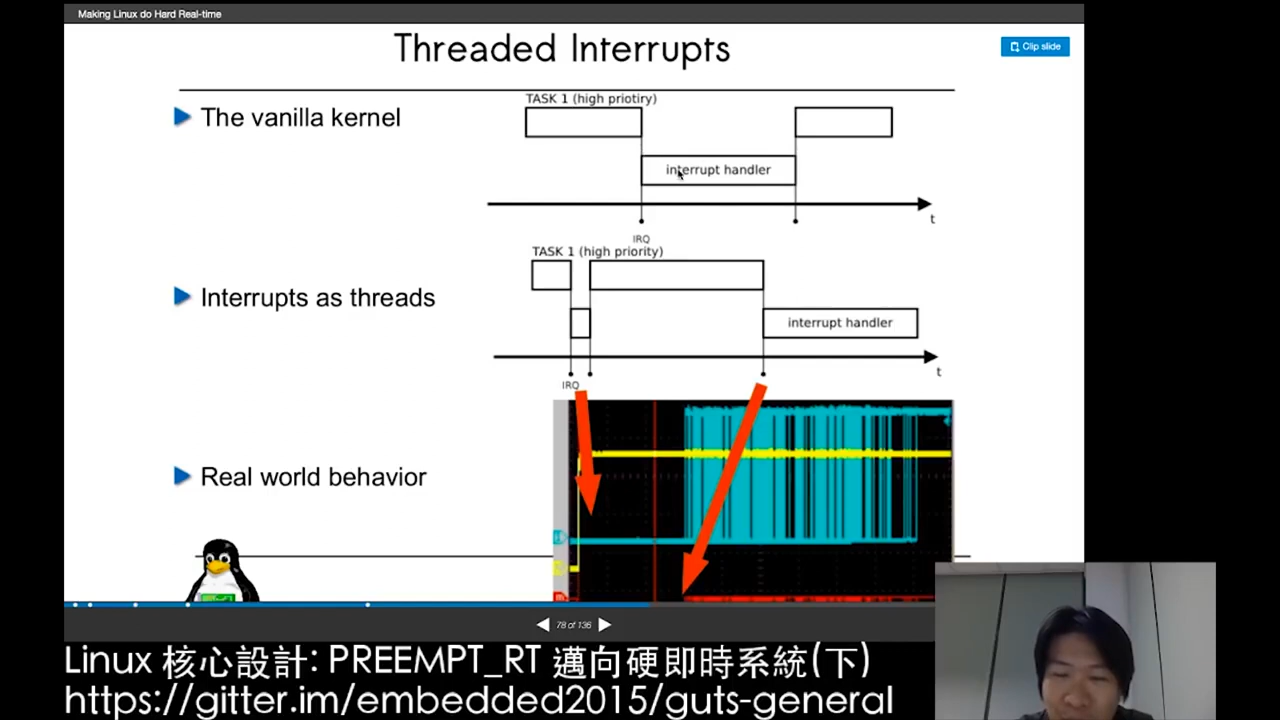 Making Linux do Hard Real-time
Threaded Interrupts
Clip slide
The vanilla kernel
TASK 1 (high priotiry)
interrupt handler
t
IRQ
TASK 1 (high priority)
Interrupts as threads
interrupt handler
t
IRQ
Real world behavior
78 of 136
Linux 核心設計: PREEMPT_RT 邁向硬即時系統(下)
https://gitter.im/embedded2015/guts-general